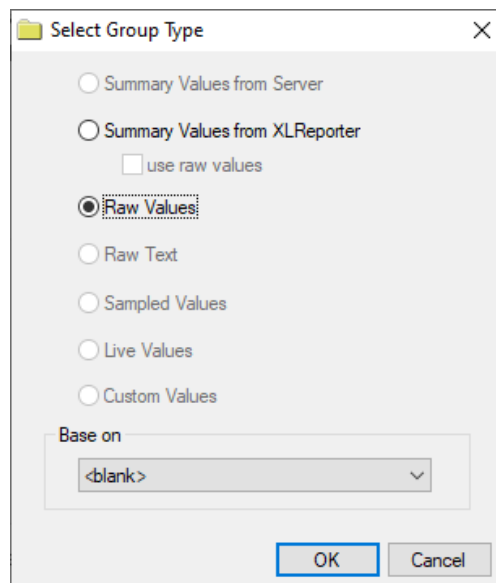 Select Group Type
Summary Values from Server
Summary Values from XLReporter
use raw values
Raw Values
Raw Text
Sampled Values
Live Values
Custom Values
Base on
<blank>
OK Cancel